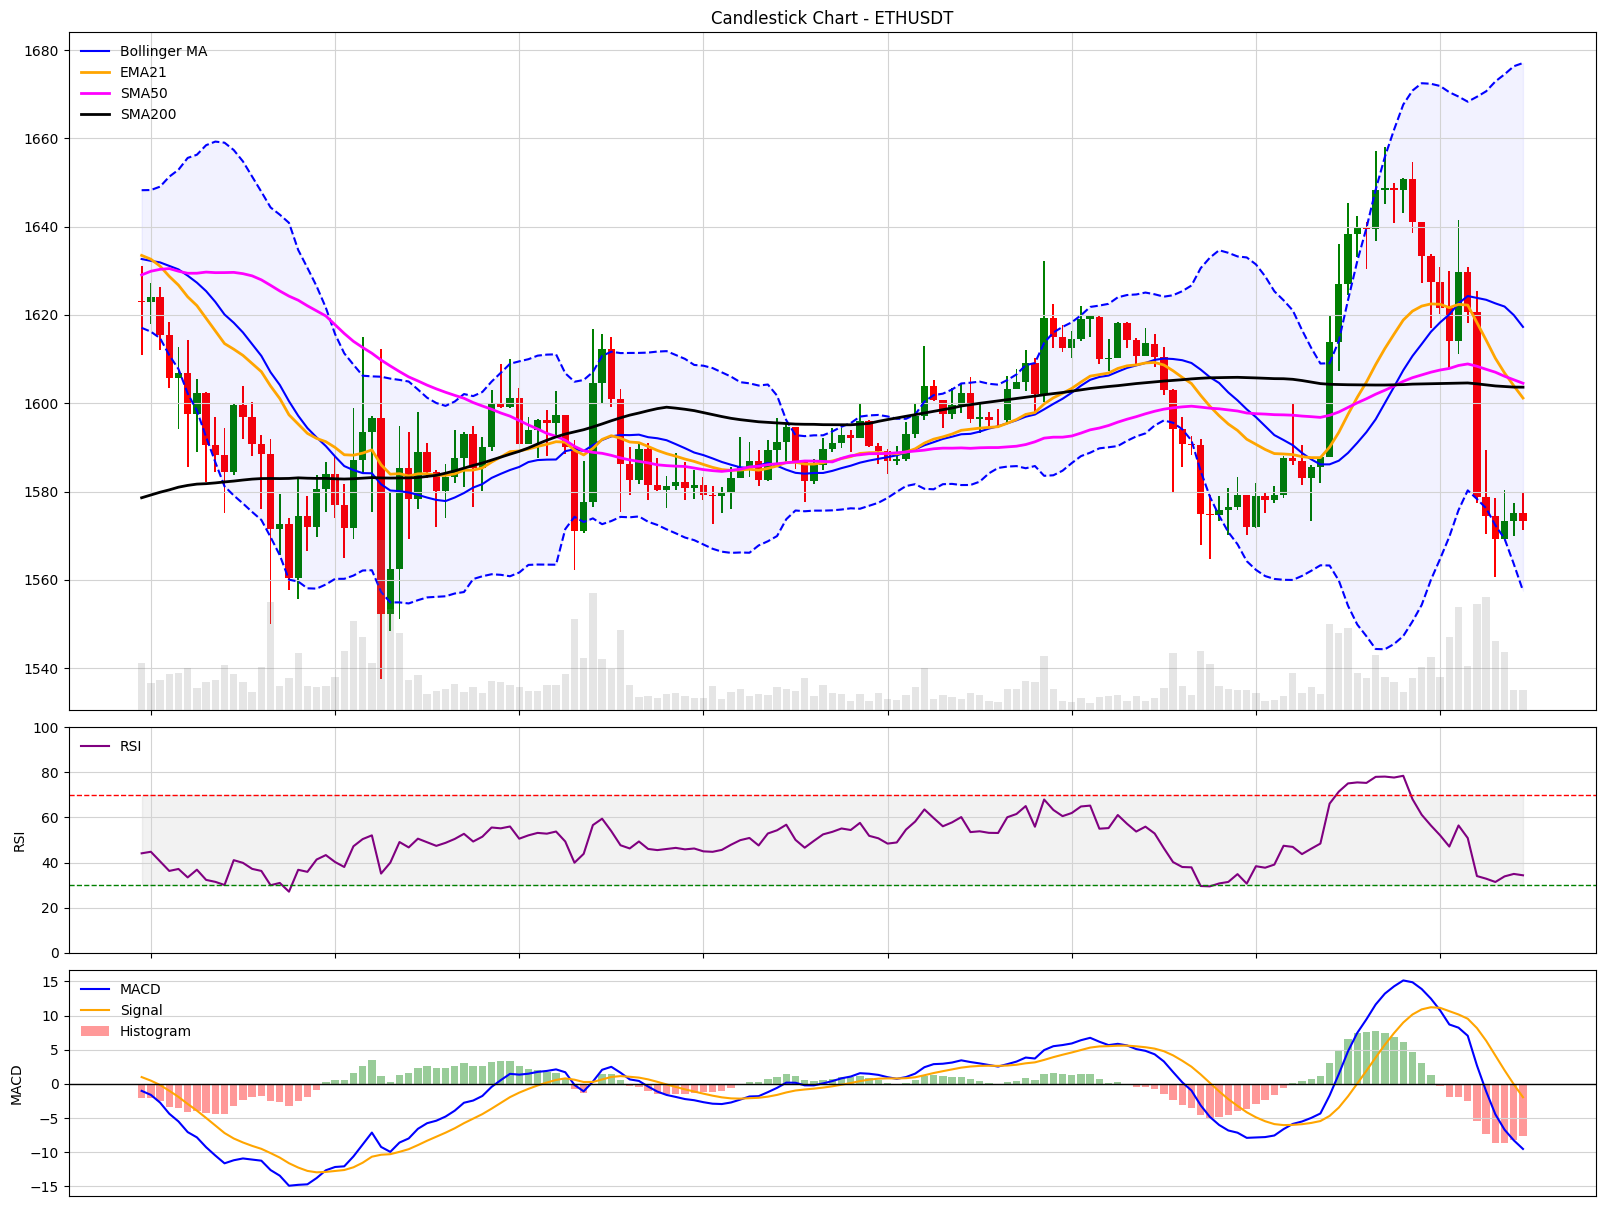 Candlestick Chart - ETHUSDT
1680
1660
1640
1620
1600
1580
1560
1540
Bollinger MA
EMA21
SMA50
SMA200
100
80
60
40
20
0
RSI
RSI
15
10
5
0
−5
−10
−15
MACD
MACD
Signal
Histogram